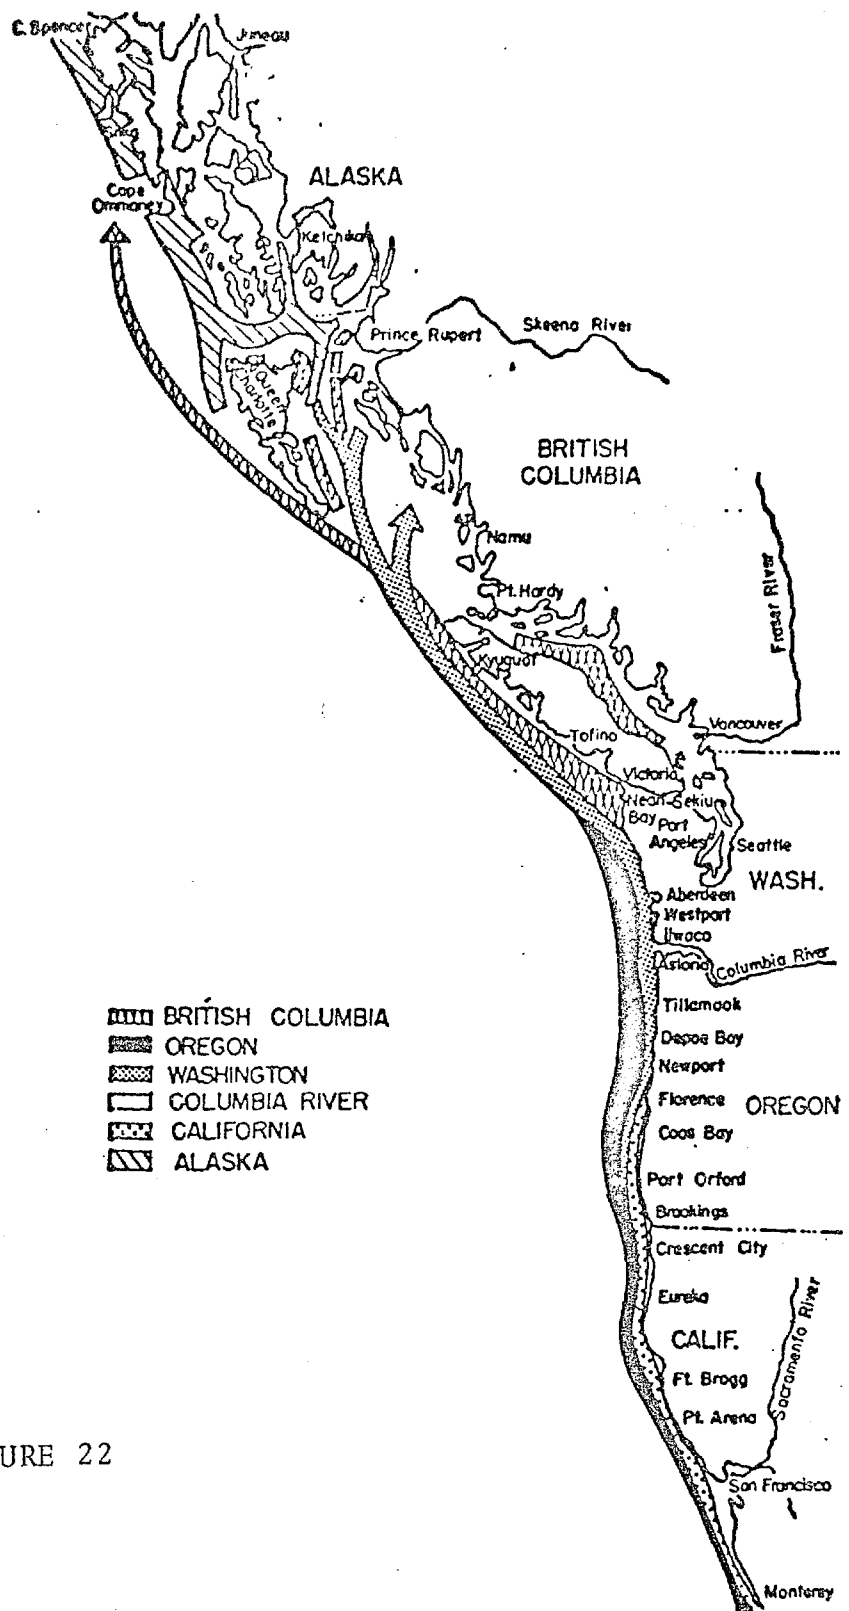 C. Spencer
Juneau
ALASKA
Cape
Ommaney
Ketchikan
Prince Rupert
Skeena River
Queen
Charlotte
BRITISH
COLUMBIA
Namu
Pt. Hardy
Fraser River
Kyuquot
Vancouver
Tofino
Victoria
Neah
Bay
Sekiu
Port
Angeles
Seattle
WASH.
Aberdeen
Westport
Ilwaco
Astoria
Columbia River
Tillamook
Depoe Bay
Newport
Florence
OREGON
Coos Bay
Port Orford
Brookings
Crescent City
Eureka
CALIF.
Sacramento River
Ft. Bragg
Pt. Arena
San Francisco
Monterey
BRITISH COLUMBIA
OREGON
WASHINGTON
COLUMBIA RIVER
CALIFORNIA
ALASKA
URE 22